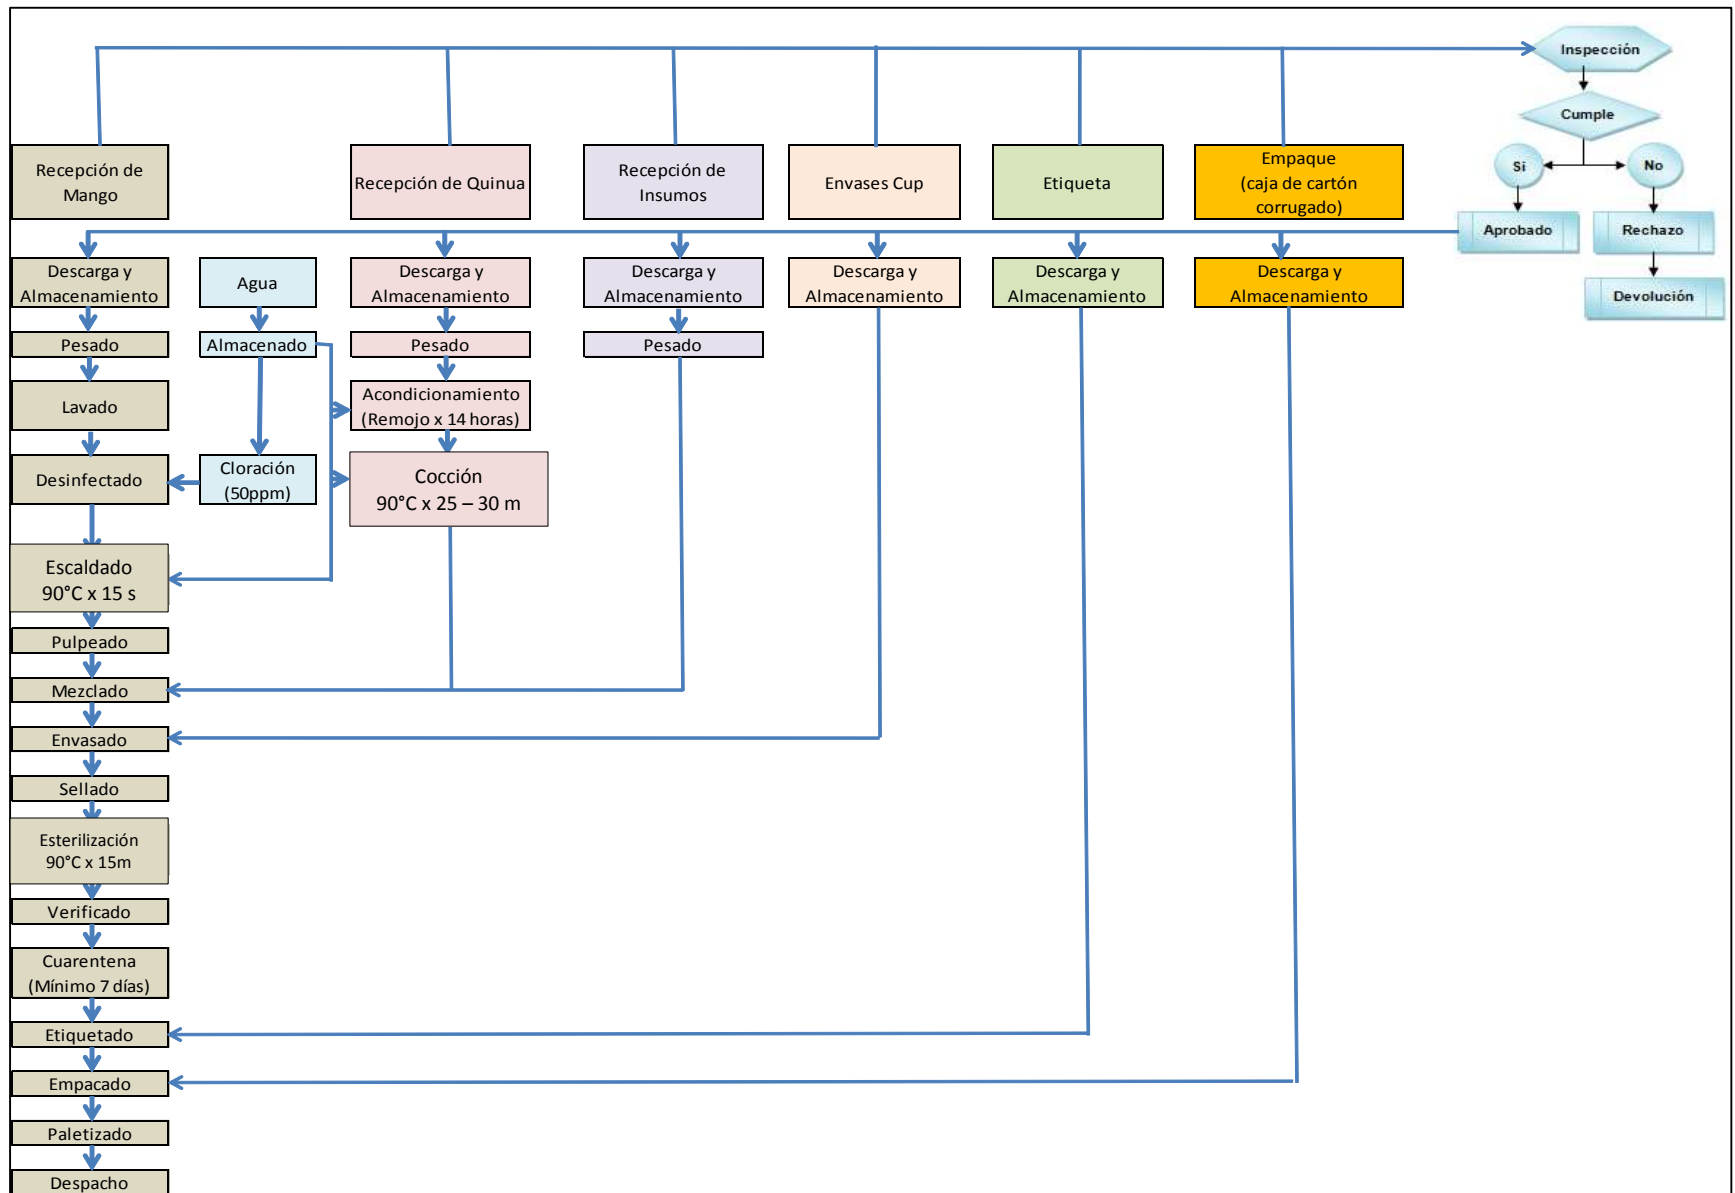 Inspección
Cumple
Si
No
Aprobado
Rechazo
Devolución
Recepción de
Mango
Recepción de Quinua
Recepción de
Insumos
Envases Cup
Etiqueta
Empaque
(caja de cartón
corrugado)
Descarga y
Almacenamiento
Agua
Descarga y
Almacenamiento
Descarga y
Almacenamiento
Descarga y
Almacenamiento
Descarga y
Almacenamiento
Descarga y
Almacenamiento
Pesado
Almacenado
Pesado
Pesado
Lavado
Acondicionamiento
(Remojo x 14 horas)
Desinfectado
Cloración
(50ppm)
Cocción
90°C x 25 – 30 m
Escaldado
90°C x 15 s
Pulpeado
Mezclado
Envasado
Sellado
Esterilización
90°C x 15m
Verificado
Cuarentena
(Mínimo 7 días)
Etiquetado
Empacado
Paletizado
Despacho